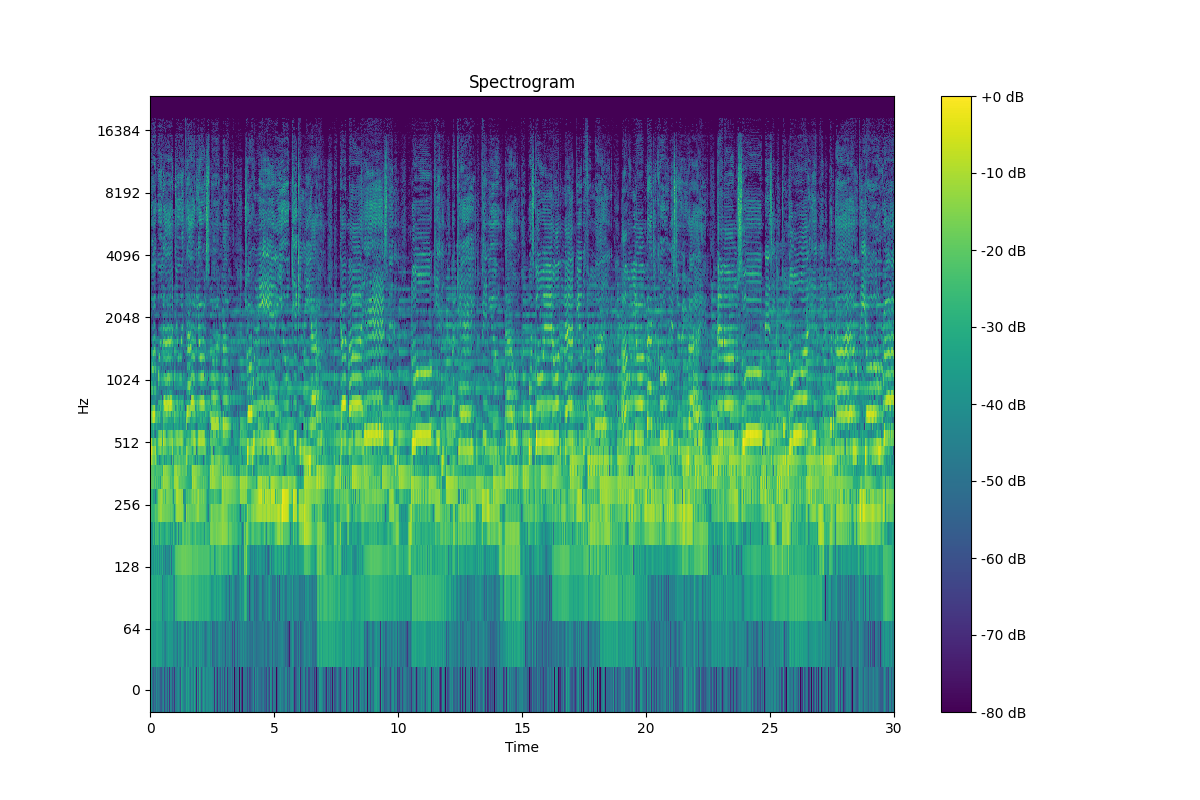 Spectrogram
16384
8192
4096
2048
1024
512
256
128
64
0
Hz
0 5 10 15 20 25 30
Time
+0 dB
-10 dB
-20 dB
-30 dB
-40 dB
-50 dB
-60 dB
-70 dB
-80 dB